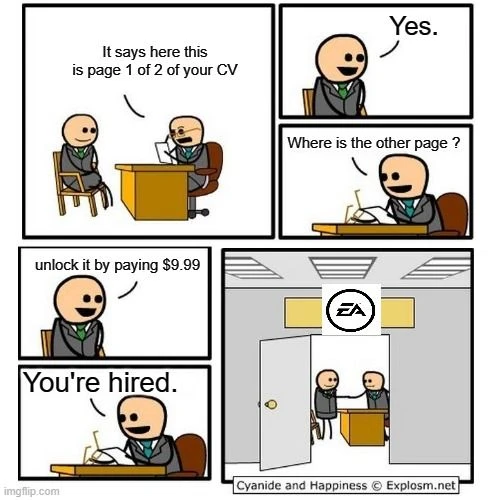 It says here this
is page 1 of 2 of your CV
Yes.
Where is the other page ?
unlock it by paying $9.99
You're hired.
EA
Cyanide and Happiness © Explosm.net
imgflip.com